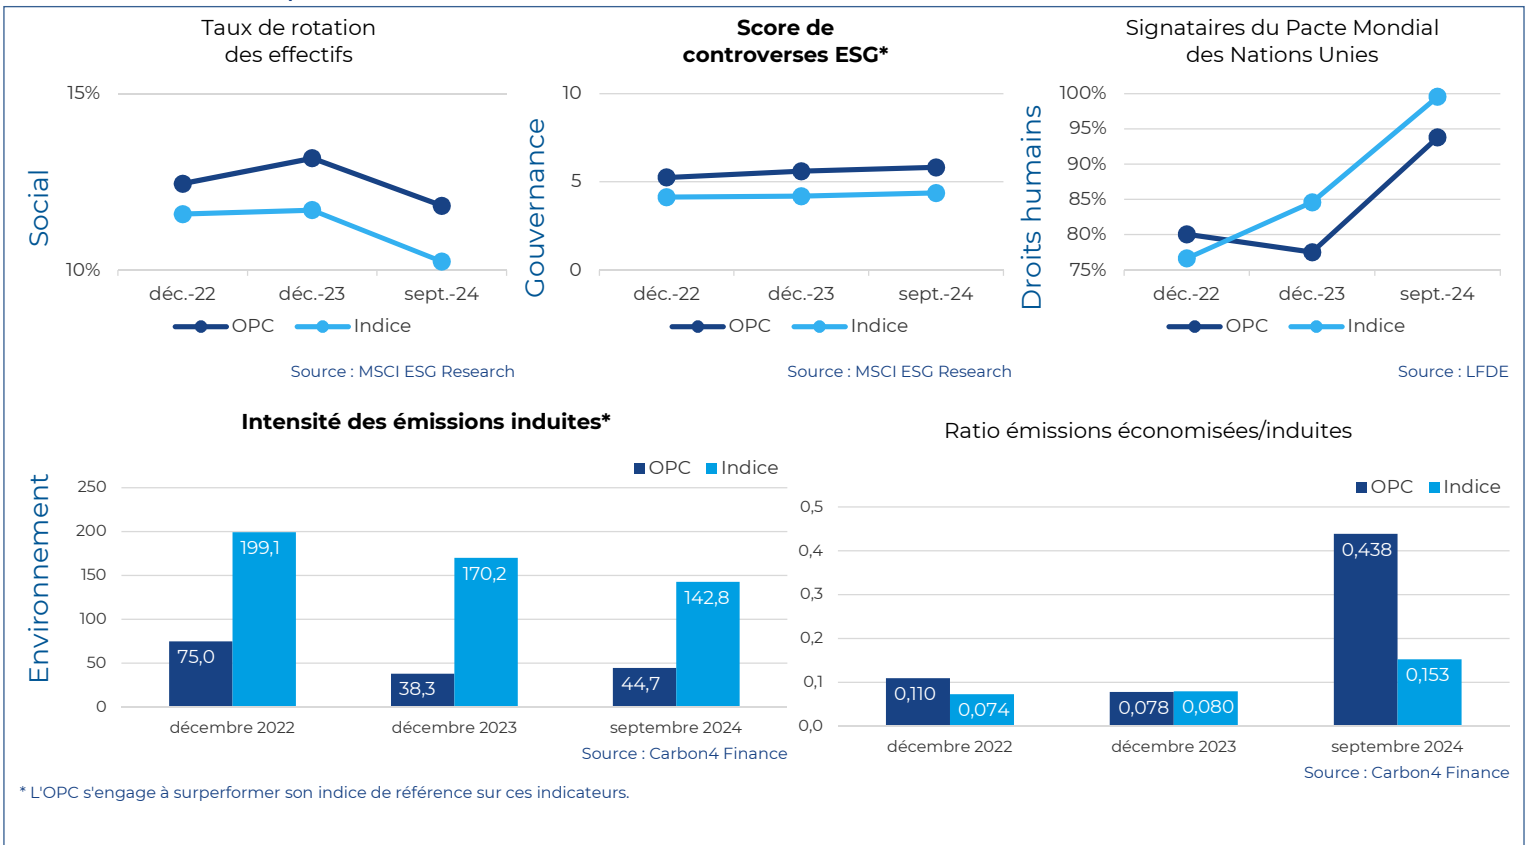 Taux de rotation
des effectifs
15%
10%
Social
déc.-22
déc.-23
sept.-24
OPC
Indice
Source : MSCI ESG Research
Score de
controverses ESG*
10
5
0
Gouvernance
déc.-22
déc.-23
sept.-24
OPC
Indice
Source : MSCI ESG Research
Signataires du Pacte Mondial
des Nations Unies
100%
95%
90%
85%
80%
75%
Droits humains
déc.-22
déc.-23
sept.-24
OPC
Indice
Source : LFDE
Intensité des émissions induites*
OPC
Indice
Environnement
250
200
150
100
50
0
75,0
199,1
38,3
170,2
44,7
142,8
décembre 2022
décembre 2023
septembre 2024
Source : Carbon4 Finance
Ratio émissions économisées/induites
OPC
Indice
0,5
0,4
0,3
0,2
0,1
0,0
0,110
0,074
0,078
0,080
0,438
0,153
décembre 2022
décembre 2023
septembre 2024
Source : Carbon4 Finance
* L'OPC s'engage à surperformer son indice de référence sur ces indicateurs.